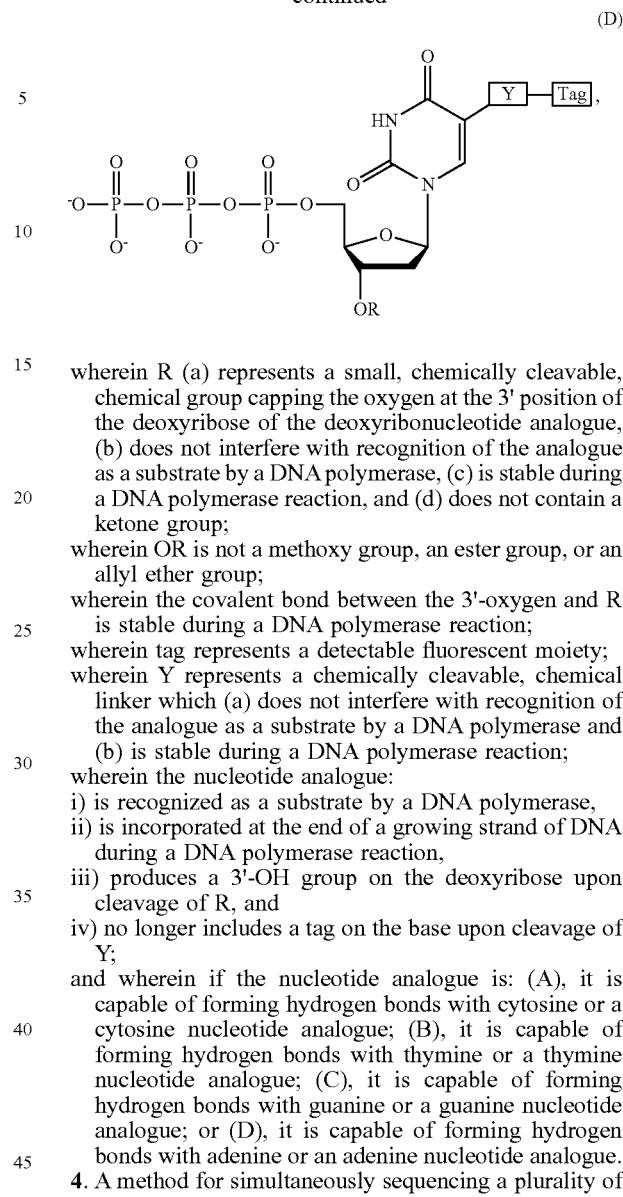 continued
(D)
5
O
Y Tag ,
HN
O O O
O N
⁻O P O P O P O
10
O⁻ O⁻ O⁻ O
OR
15 wherein R (a) represents a small, chemically cleavable,
chemical group capping the oxygen at the 3' position of
the deoxyribose of the deoxyribonucleotide analogue,
(b) does not interfere with recognition of the analogue
as a substrate by a DNA polymerase, (c) is stable during
20 a DNA polymerase reaction, and (d) does not contain a
ketone group;
wherein OR is not a methoxy group, an ester group, or an
allyl ether group;
wherein the covalent bond between the 3'-oxygen and R
25 is stable during a DNA polymerase reaction;
wherein tag represents a detectable fluorescent moiety;
wherein Y represents a chemically cleavable, chemical
linker which (a) does not interfere with recognition of
the analogue as a substrate by a DNA polymerase and
(b) is stable during a DNA polymerase reaction;
30
wherein the nucleotide analogue:
i) is recognized as a substrate by a DNA polymerase,
ii) is incorporated at the end of a growing strand of DNA
during a DNA polymerase reaction,
iii) produces a 3'-OH group on the deoxyribose upon
35 cleavage of R, and
iv) no longer includes a tag on the base upon cleavage of
Y;
and wherein if the nucleotide analogue is: (A), it is
capable of forming hydrogen bonds with cytosine or a
40 cytosine nucleotide analogue; (B), it is capable of
forming hydrogen bonds with thymine or a thymine
nucleotide analogue; (C), it is capable of forming
hydrogen bonds with guanine or a guanine nucleotide
analogue; or (D), it is capable of forming hydrogen
45 bonds with adenine or an adenine nucleotide analogue.
4. A method for simultaneously sequencing a plurality of